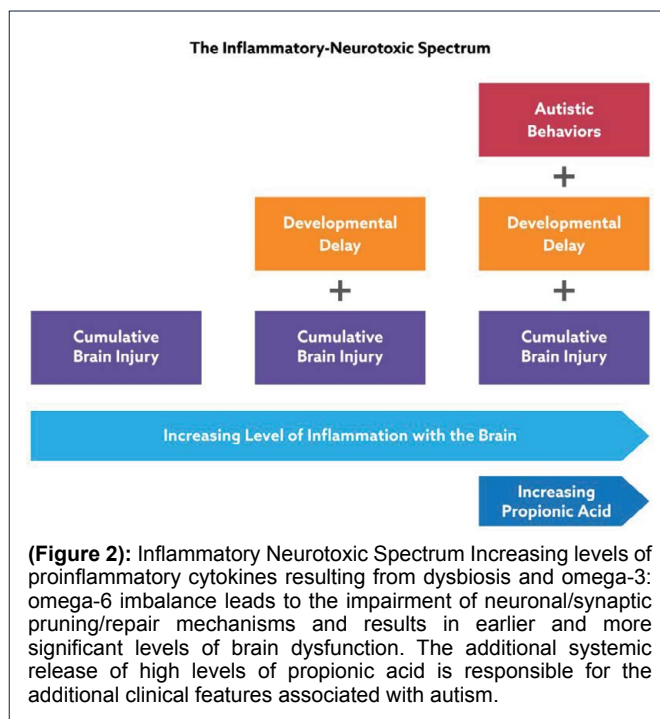 The Inflammatory-Neurotoxic Spectrum
Autistic
Behaviors
+
+
Developmental
Delay
Developmental
Delay
+
+
Cumulative
Brain Injury
Cumulative
Brain Injury
Cumulative
Brain Injury
Increasing Level of Inflammation with the Brain
Increasing
Propionic Acid
(Figure 2): Inflammatory Neurotoxic Spectrum Increasing levels of
proinflammatory cytokines resulting from dysbiosis and omega-3:
omega-6 imbalance leads to the impairment of neuronal/synaptic
pruning/repair mechanisms and results in earlier and more
significant levels of brain dysfunction. The additional systemic
release of high levels of propionic acid is responsible for the
additional clinical features associated with autism.